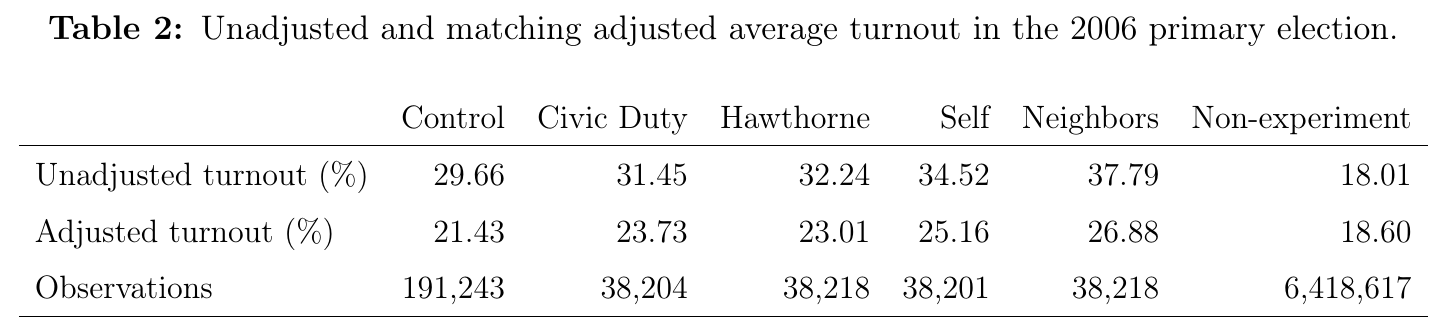 Table 2: Unadjusted and matching adjusted average turnout in the 2006 primary election.
Control Civic Duty Hawthorne Self Neighbors Non-experiment
Unadjusted turnout (%) 29.66 31.45 32.24 34.52 37.79 18.01
Adjusted turnout (%) 21.43 23.73 23.01 25.16 26.88 18.60
Observations 191,243 38,204 38,218 38,201 38,218 6,418,617